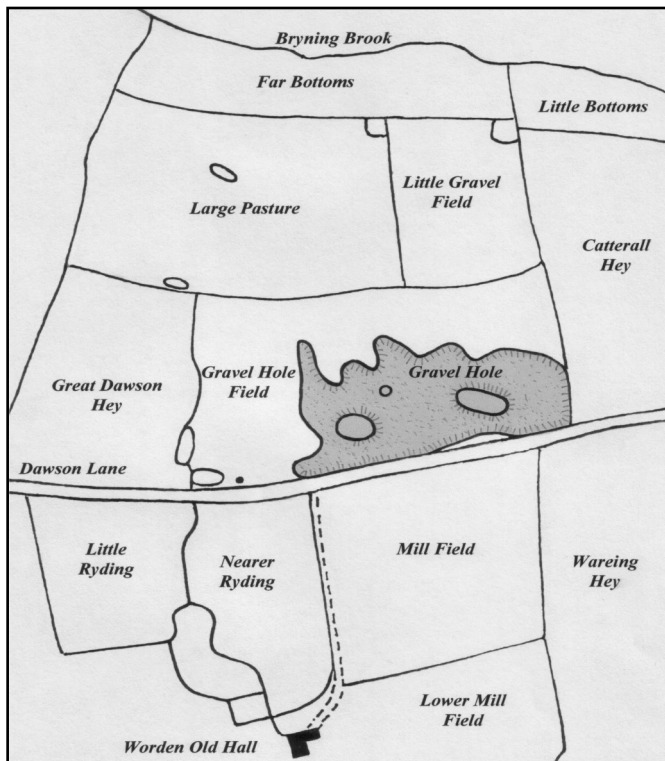 Bryning Brook
Far Bottoms
Little Bottoms
Large Pasture
Little Gravel
Field
Catterall
Hey
Great Dawson
Hey
Gravel Hole
Field
Gravel Hole
Dawson Lane
Little
Ryding
Nearer
Ryding
Mill Field
Wareing
Hey
Lower Mill
Field
Worden Old Hall